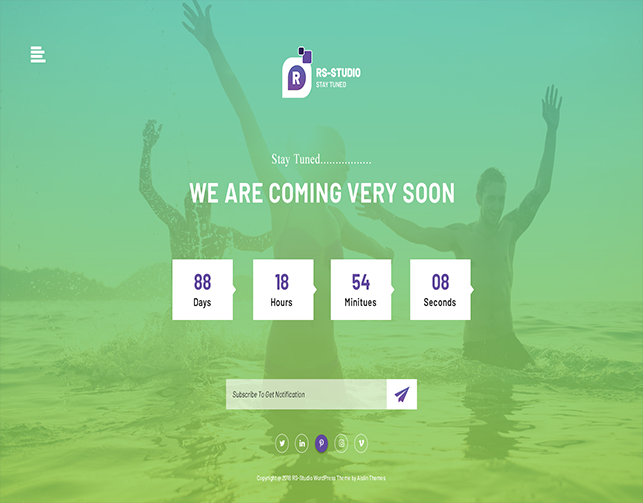 R
RS-STUDIO
STAY TUNED
Stay Tuned.................
WE ARE COMING VERY SOON
88
Days
18
Hours
54
Minitues
08
Seconds
Subscribe To Get Notification
Copyright@2018 RS-Studio WordPress Theme by Aislin Themes